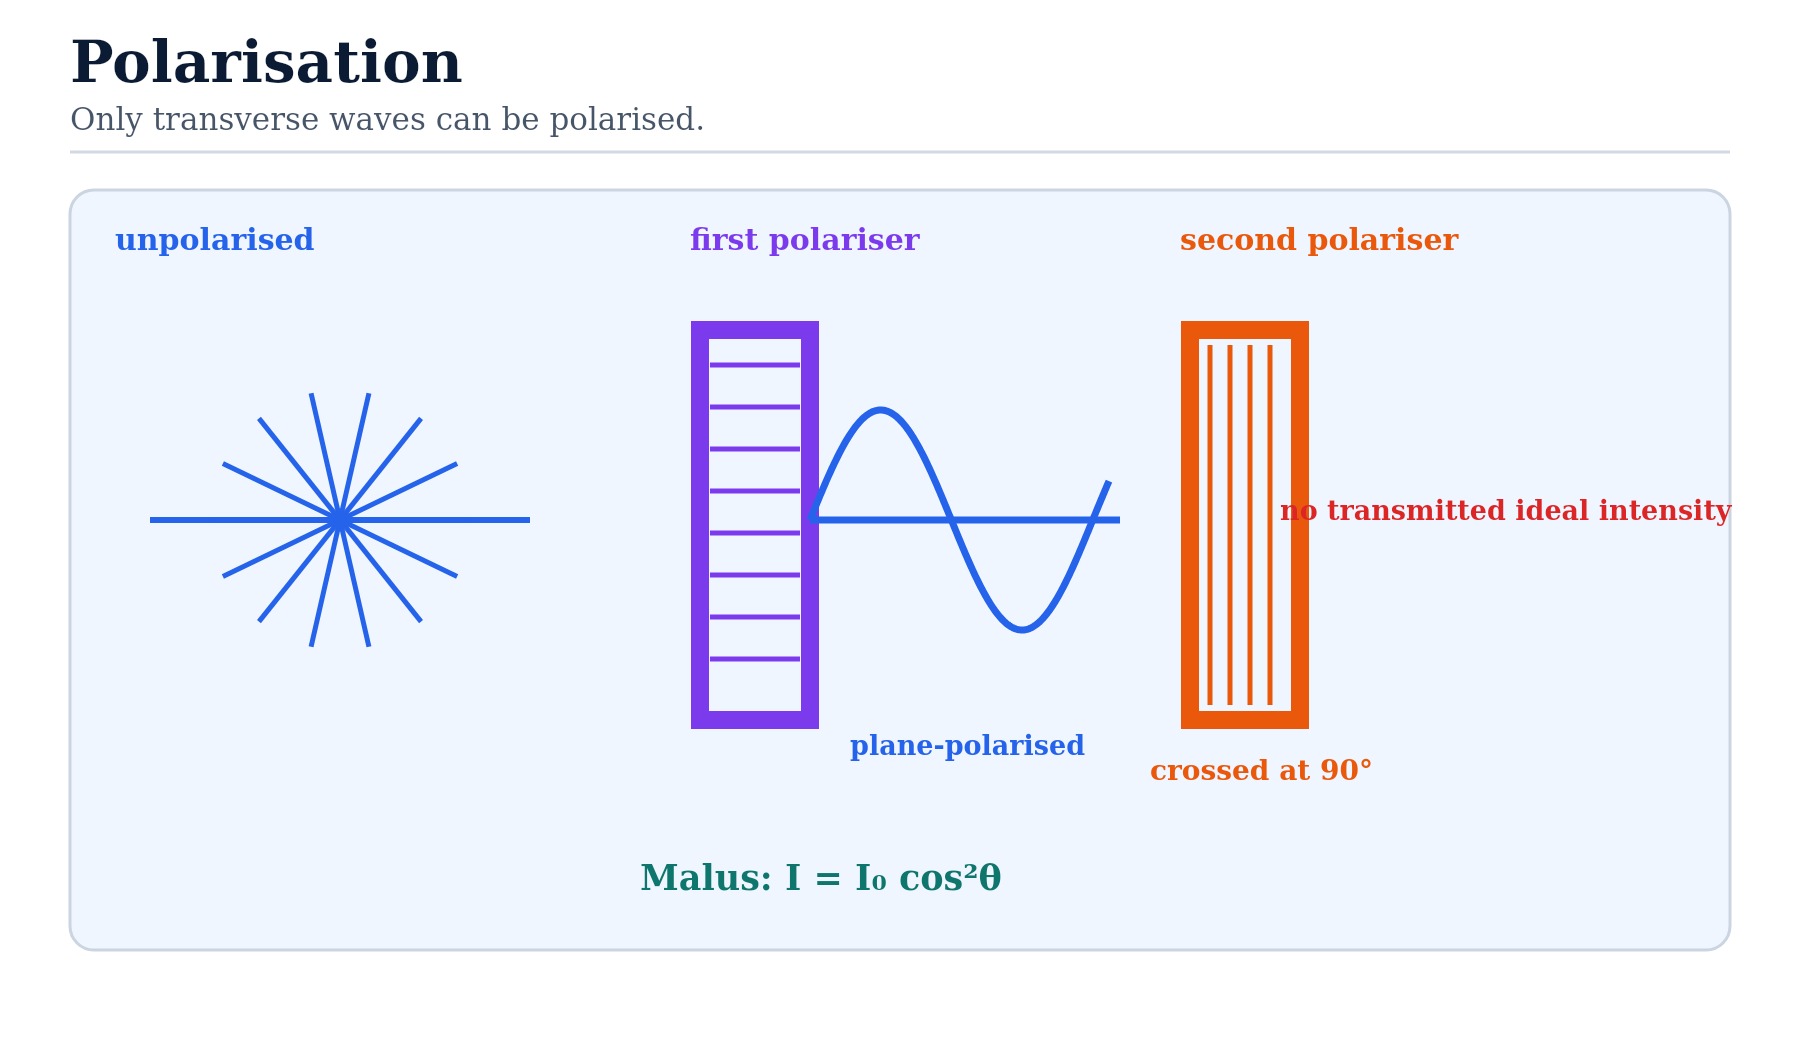 Polarisation
Only transverse waves can be polarised.
unpolarised
first polariser
second polariser
no transmitted ideal intensity
plane-polarised
crossed at 90°
Malus: I = I₀ cos²θ